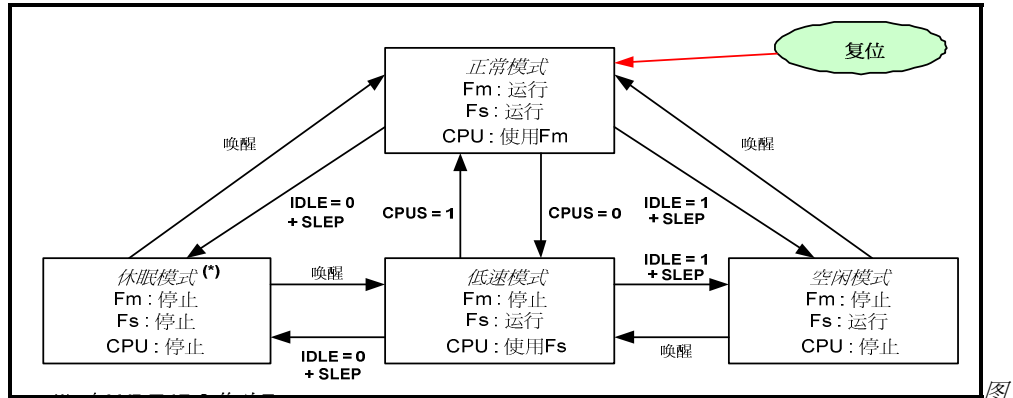 复位
正常模式
Fm : 运行
Fs : 运行
CPU : 使用Fm
唤醒
唤醒
IDLE = 0
+ SLEP
CPUS = 1
CPUS = 0
IDLE = 1
+ SLEP
休眠模式 (*)
Fm : 停止
Fs : 停止
CPU : 停止
唤醒
IDLE = 0
+ SLEP
低速模式
Fm : 停止
Fs : 运行
CPU : 使用Fs
IDLE = 1
+ SLEP
唤醒
空闲模式
Fm : 停止
Fs : 运行
CPU : 停止
图